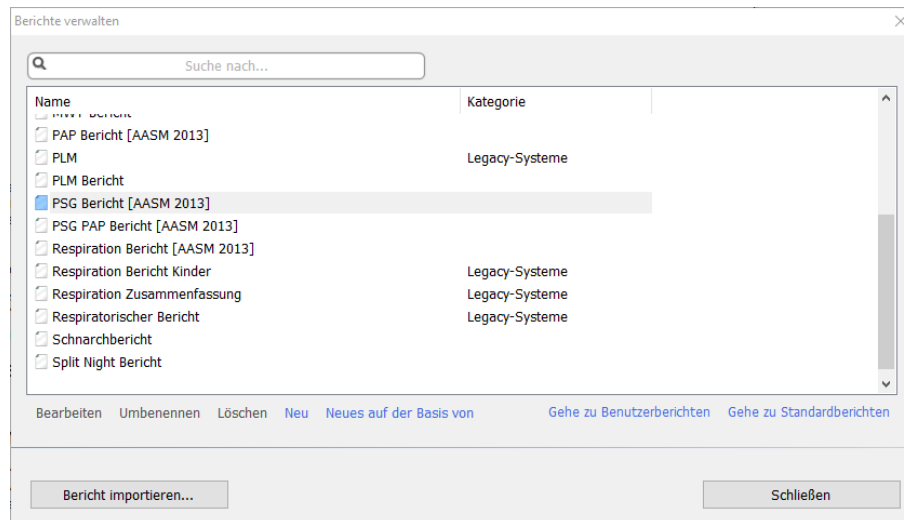 Berichte verwalten
Suche nach...
Name Kategorie
MWT Bericht
PAP Bericht [AASM 2013]
PLM Legacy-Systeme
PLM Bericht
PSG Bericht [AASM 2013]
PSG PAP Bericht [AASM 2013]
Respiration Bericht [AASM 2013]
Respiration Bericht Kinder Legacy-Systeme
Respiration Zusammenfassung Legacy-Systeme
Respiratorischer Bericht Legacy-Systeme
Schnarchbericht
Split Night Bericht
Bearbeiten Umbenennen Löschen Neu Neues auf der Basis von Gehe zu Benutzerberichten Gehe zu Standardberichten
Bericht importieren... Schließen